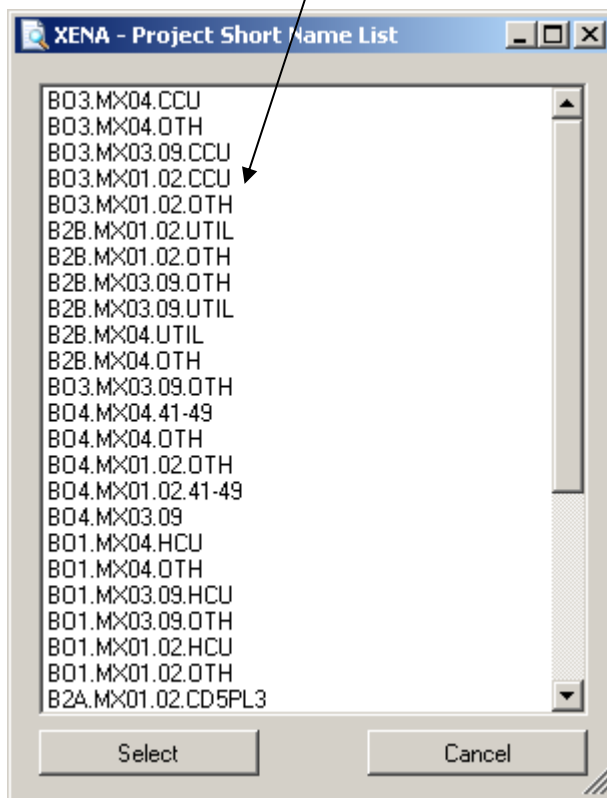 XENA - Project Short Name List
BO3.MX04.CCU
BO3.MX04.OTH
BO3.MX03.09.CCU
BO3.MX01.02.CCU
BO3.MX01.02.OTH
B2B.MX01.02.UTIL
B2B.MX01.02.OTH
B2B.MX03.09.OTH
B2B.MX03.09.UTIL
B2B.MX04.UTIL
B2B.MX04.OTH
BO3.MX03.09.OTH
BO4.MX04.41-49
BO4.MX04.OTH
BO4.MX01.02.OTH
BO4.MX01.02.41-49
BO4.MX03.09
BO1.MX04.HCU
BO1.MX04.OTH
BO1.MX03.09.HCU
BO1.MX03.09.OTH
BO1.MX01.02.HCU
BO1.MX01.02.OTH
B2A.MX01.02.CD5PL3
Select Cancel